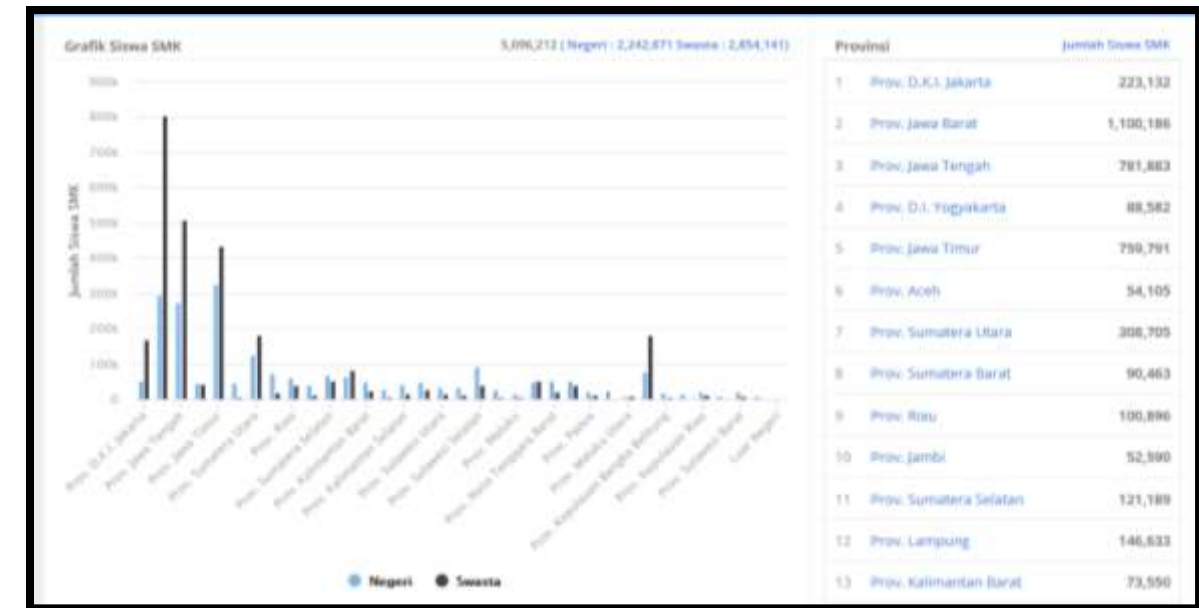 Grafik Siswa SMK
5,096,212 ( Negeri : 2,242,071 Swasta : 2,854,141)
900k
800k
700k
600k
500k
400k
300k
200k
100k
0
Jumlah Siswa SMK
Prov. D.K.I. Jakarta
Prov. Jawa Tengah
Prov. Jawa Timur
Prov. Sumatera Utara
Prov. Riau
Prov. Sumatera Selatan
Prov. Kalimantan Barat
Prov. Kalimantan Selatan
Prov. Sulawesi Utara
Prov. Sulawesi Selatan
Prov. Maluku
Prov. Nusa Tenggara Barat
Prov. Papua
Prov. Maluku Utara
Prov. Kepulauan Bangka Belitung
Prov. Kepulauan Riau
Prov. Sulawesi Barat
Luar Negeri
Negeri Swasta
Provinsi Jumlah Siswa SMK
1 Prov. D.K.I. Jakarta 223,132
2 Prov. Jawa Barat 1,100,186
3 Prov. Jawa Tengah 781,883
4 Prov. D.I. Yogyakarta 88,582
5 Prov. Jawa Timur 759,791
6 Prov. Aceh 54,105
7 Prov. Sumatera Utara 308,705
8 Prov. Sumatera Barat 90,463
9 Prov. Riau 100,896
10 Prov. Jambi 52,590
11 Prov. Sumatera Selatan 121,189
12 Prov. Lampung 146,633
13 Prov. Kalimantan Barat 73,550